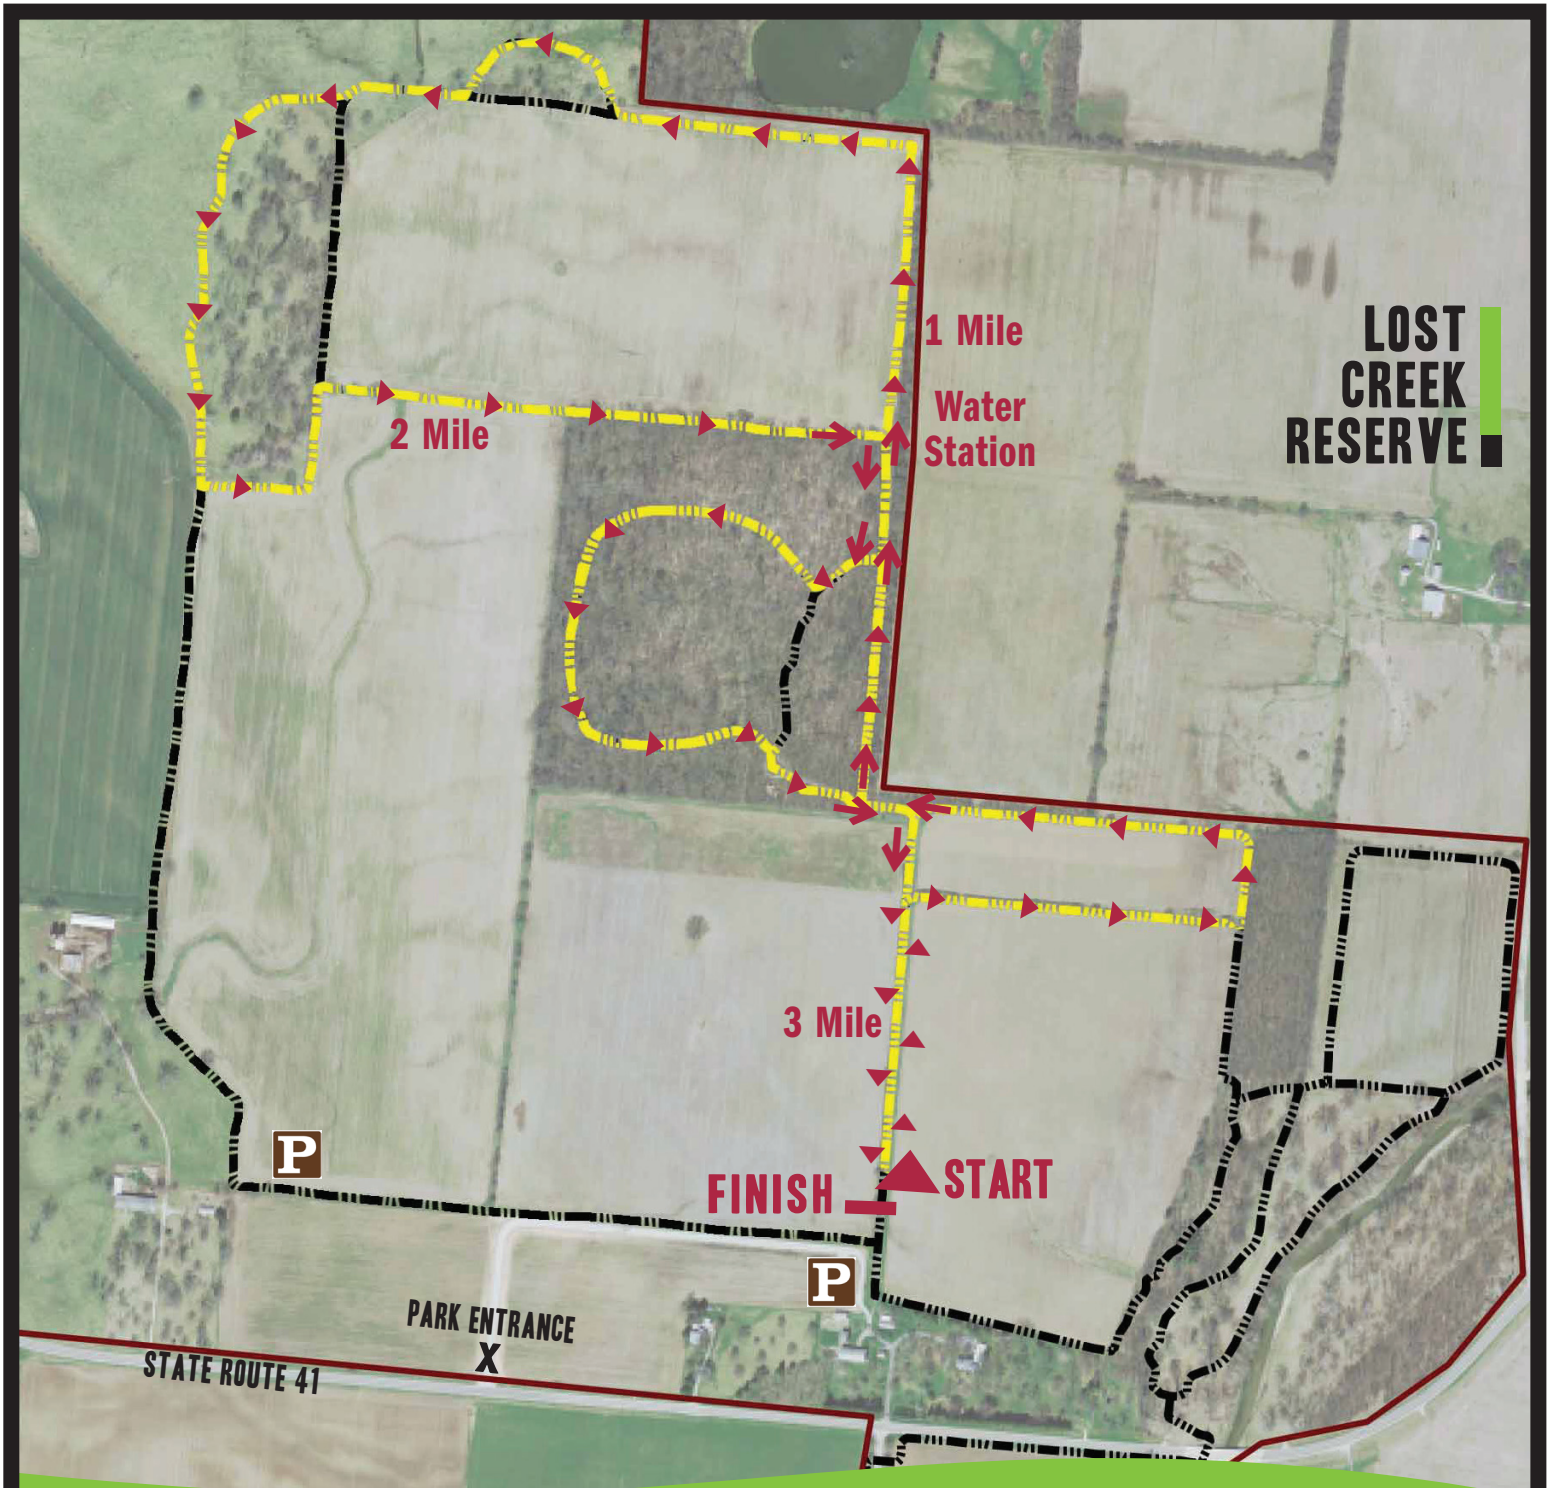 1 Mile
Water
Station
LOST
CREEK
RESERVE
2 Mile
3 Mile
P
FINISH
START
P
PARK ENTRANCE
X
STATE ROUTE 41